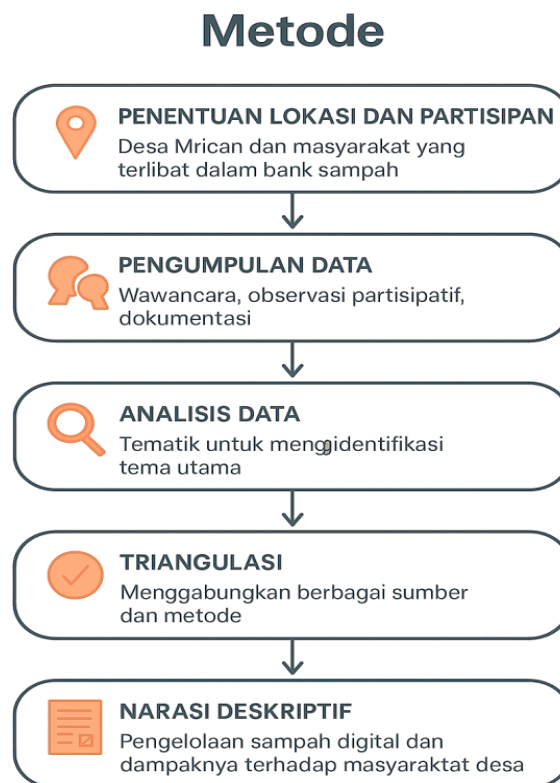 Metode
PENENTUAN LOKASI DAN PARTISIPAN
Desa Mrican dan masyarakat yang
terlibat dalam bank sampah
PENGUMPULAN DATA
Wawancara, observasi partisipatif,
dokumentasi
ANALISIS DATA
Tematik untuk mengidentifikasi
tema utama
TRIANGULASI
Menggabungkan berbagai sumber
dan metode
NARASI DESKRIPTIF
Pengelolaan sampah digital dan
dampaknya terhadap masyaraktat desa